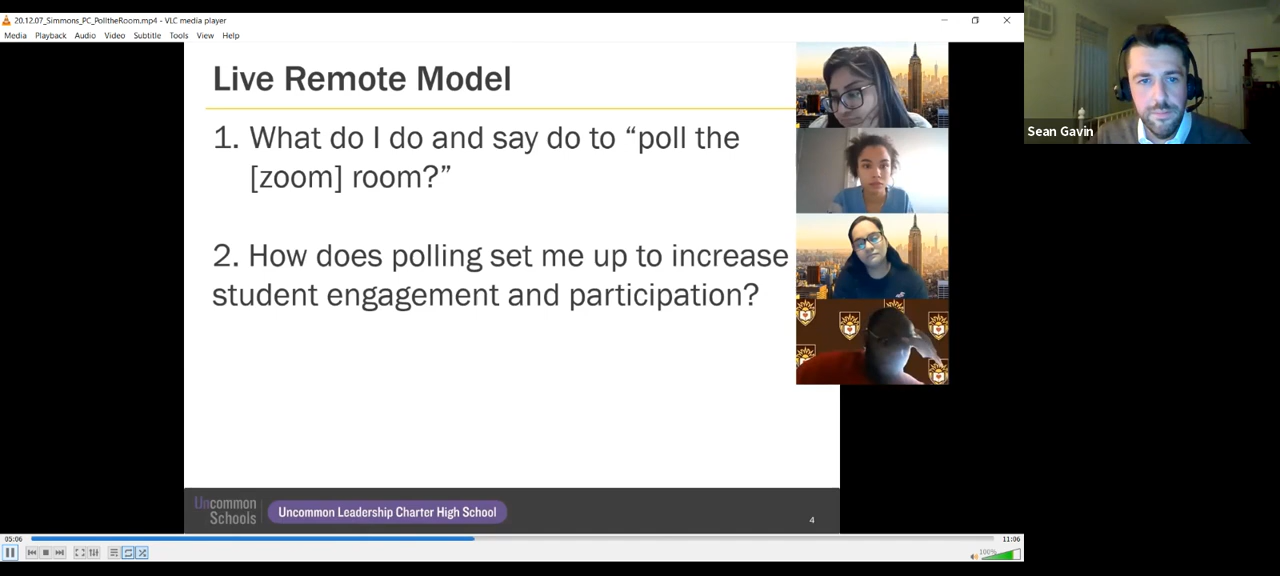 20.12.07_Simmons_PC_PolltheRoom.mp4 - VLC media player
Media Playback Audio Video Subtitle Tools View Help
Live Remote Model
1. What do I do and say do to “poll the
[zoom] room?”
2. How does polling set me up to increase
student engagement and participation?
Uncommon
Schools
Uncommon Leadership Charter High School
4
Sean Gavin
05:06
11:06
100%